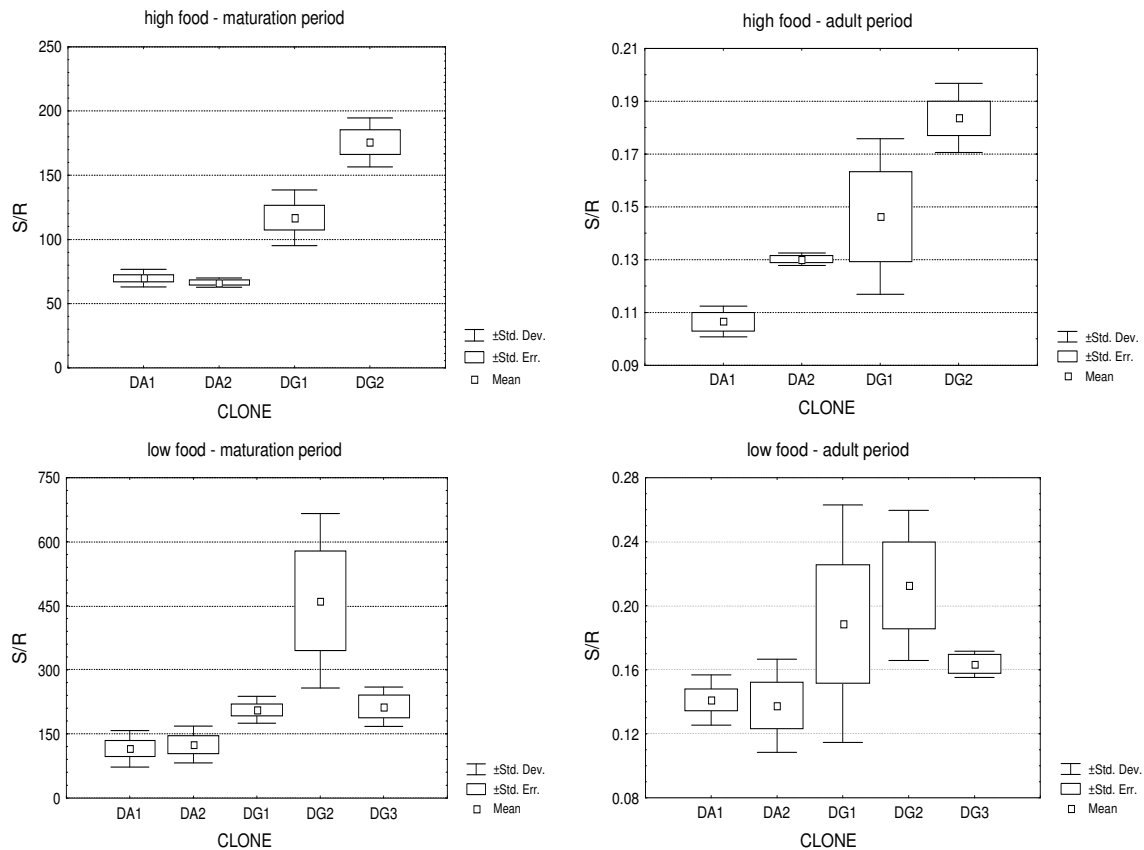 high food - maturation period
250
200
150
100
50
0
S/R
DA1 DA2 DG1 DG2
CLONE
±Std. Dev.
±Std. Err.
Mean
high food - adult period
0.21
0.19
0.17
0.15
0.13
0.11
0.09
S/R
DA1 DA2 DG1 DG2
CLONE
±Std. Dev.
±Std. Err.
Mean
low food - maturation period
750
600
450
300
150
0
S/R
DA1 DA2 DG1 DG2 DG3
CLONE
±Std. Dev.
±Std. Err.
Mean
low food - adult period
0.28
0.24
0.20
0.16
0.12
0.08
S/R
DA1 DA2 DG1 DG2 DG3
CLONE
±Std. Dev.
±Std. Err.
Mean